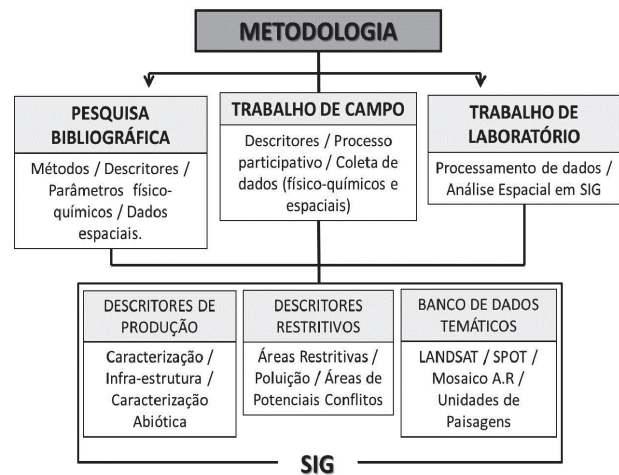 METODOLOGIA
PESQUISA
BIBLIOGRÁFICA
Métodos / Descritores /
Parâmetros físico-
químicos / Dados
espaciais.
TRABALHO DE CAMPO
Descritores / Processo
participativo / Coleta de
dados (físico-químicos e
espaciais)
TRABALHO DE
LABORATÓRIO
Processamento de dados /
Análise Espacial em SIG
DESCRITORES DE
PRODUÇÃO
Caracterização /
Infra-estrutura /
Caracterização
Abiótica
DESCRITORES
RESTRITIVOS
Áreas Restritivas /
Poluição / Áreas de
Potenciais Conflitos
BANCO DE DADOS
TEMÁTICOS
LANDSAT / SPOT /
Mosaico A.R /
Unidades de
Paisagens
SIG